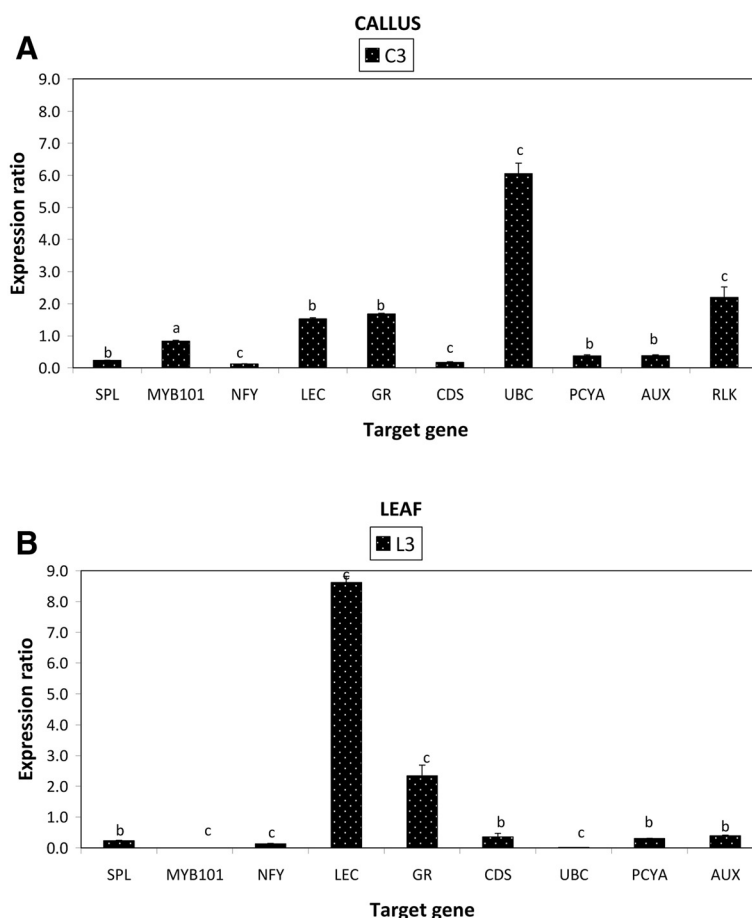 CALLUS
A
C3
9.0
8.0
7.0
6.0
5.0
4.0
3.0
2.0
1.0
0.0
Expression ratio
b a c b b c c b b c
SPL MYB101 NFY LEC GR CDS UBC PCYA AUX RLK
Target gene
LEAF
B
L3
9.0
8.0
7.0
6.0
5.0
4.0
3.0
2.0
1.0
0.0
Expression ratio
b c c c c b c b b
SPL MYB101 NFY LEC GR CDS UBC PCYA AUX
Target gene